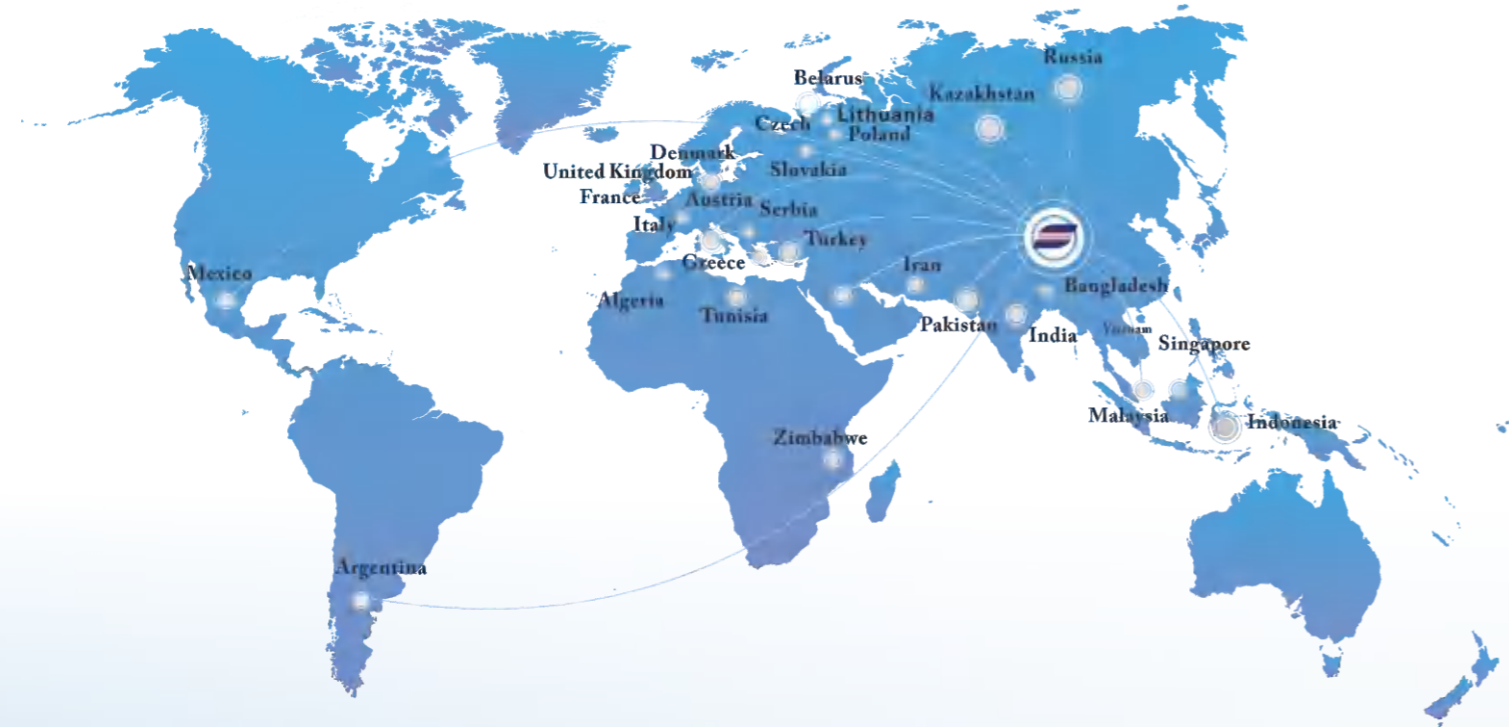 Russia
Belarus
Kazakhstan
Lithuania
Czech
Poland
Denmark
United Kingdom
Slovakia
France
Austria
Serbia
Italy
Turkey
Greece
Iran
Mexico
Bangladesh
Algeria
Tunisia
Pakistan
India
Vietnam
Singapore
Malaysia
Indonesia
Zimbabwe
Argentina